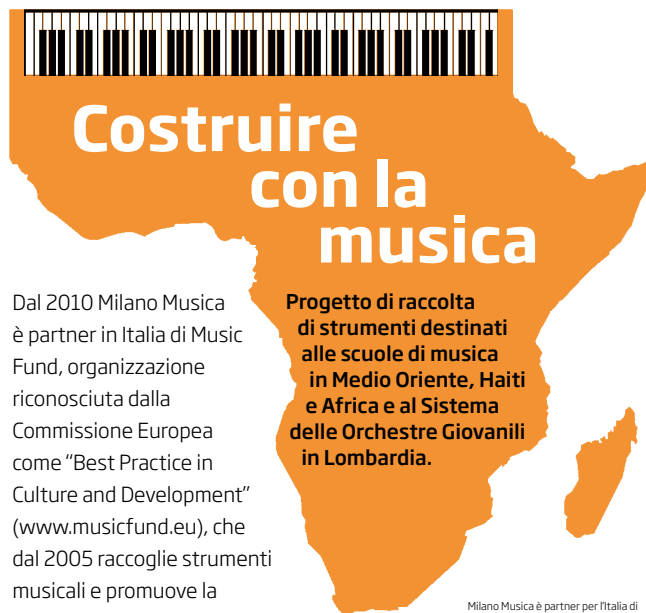 Costruire
con la
musica
Dal 2010 Milano Musica
è partner in Italia di Music
Fund, organizzazione
riconosciuta dalla
Commissione Europea
come “Best Practice in
Culture and Development”
(www.musicfund.eu), che
dal 2005 raccoglie strumenti
musicali e promuove la
Progetto di raccolta
di strumenti destinati
alle scuole di musica
in Medio Oriente, Haiti
e Africa e al Sistema
delle Orchestre Giovanili
in Lombardia.
Milano Musica è partner per l'Italia di